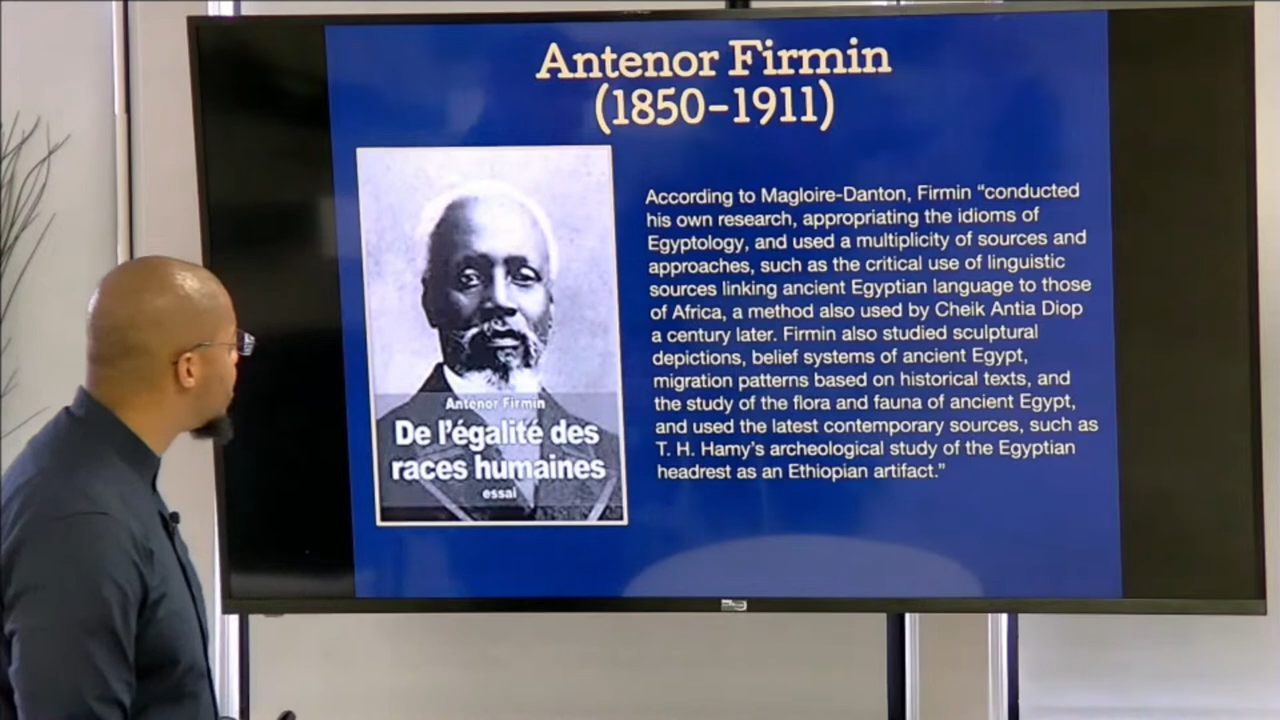 Antenor Firmin
(1850-1911)
According to Magloire-Danton, Firmin “conducted
his own research, appropriating the idioms of
Egyptology, and used a multiplicity of sources and
approaches, such as the critical use of linguistic
sources linking ancient Egyptian language to those
of Africa, a method also used by Cheik Antia Diop
a century later. Firmin also studied sculptural
depictions, belief systems of ancient Egypt,
migration patterns based on historical texts, and
the study of the flora and fauna of ancient Egypt,
and used the latest contemporary sources, such as
T. H. Hamy’s archeological study of the Egyptian
headrest as an Ethiopian artifact.”
Antenor Firmin
De l’égalité des
races humaines
essai